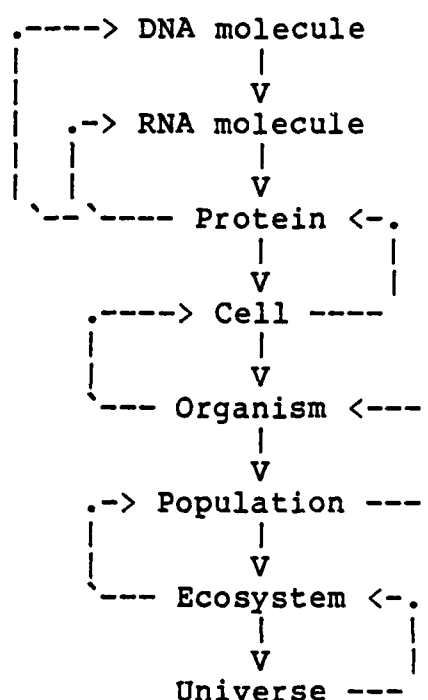 DNA molecule
RNA molecule
Protein
Cell
Organism
Population
Ecosystem
Universe